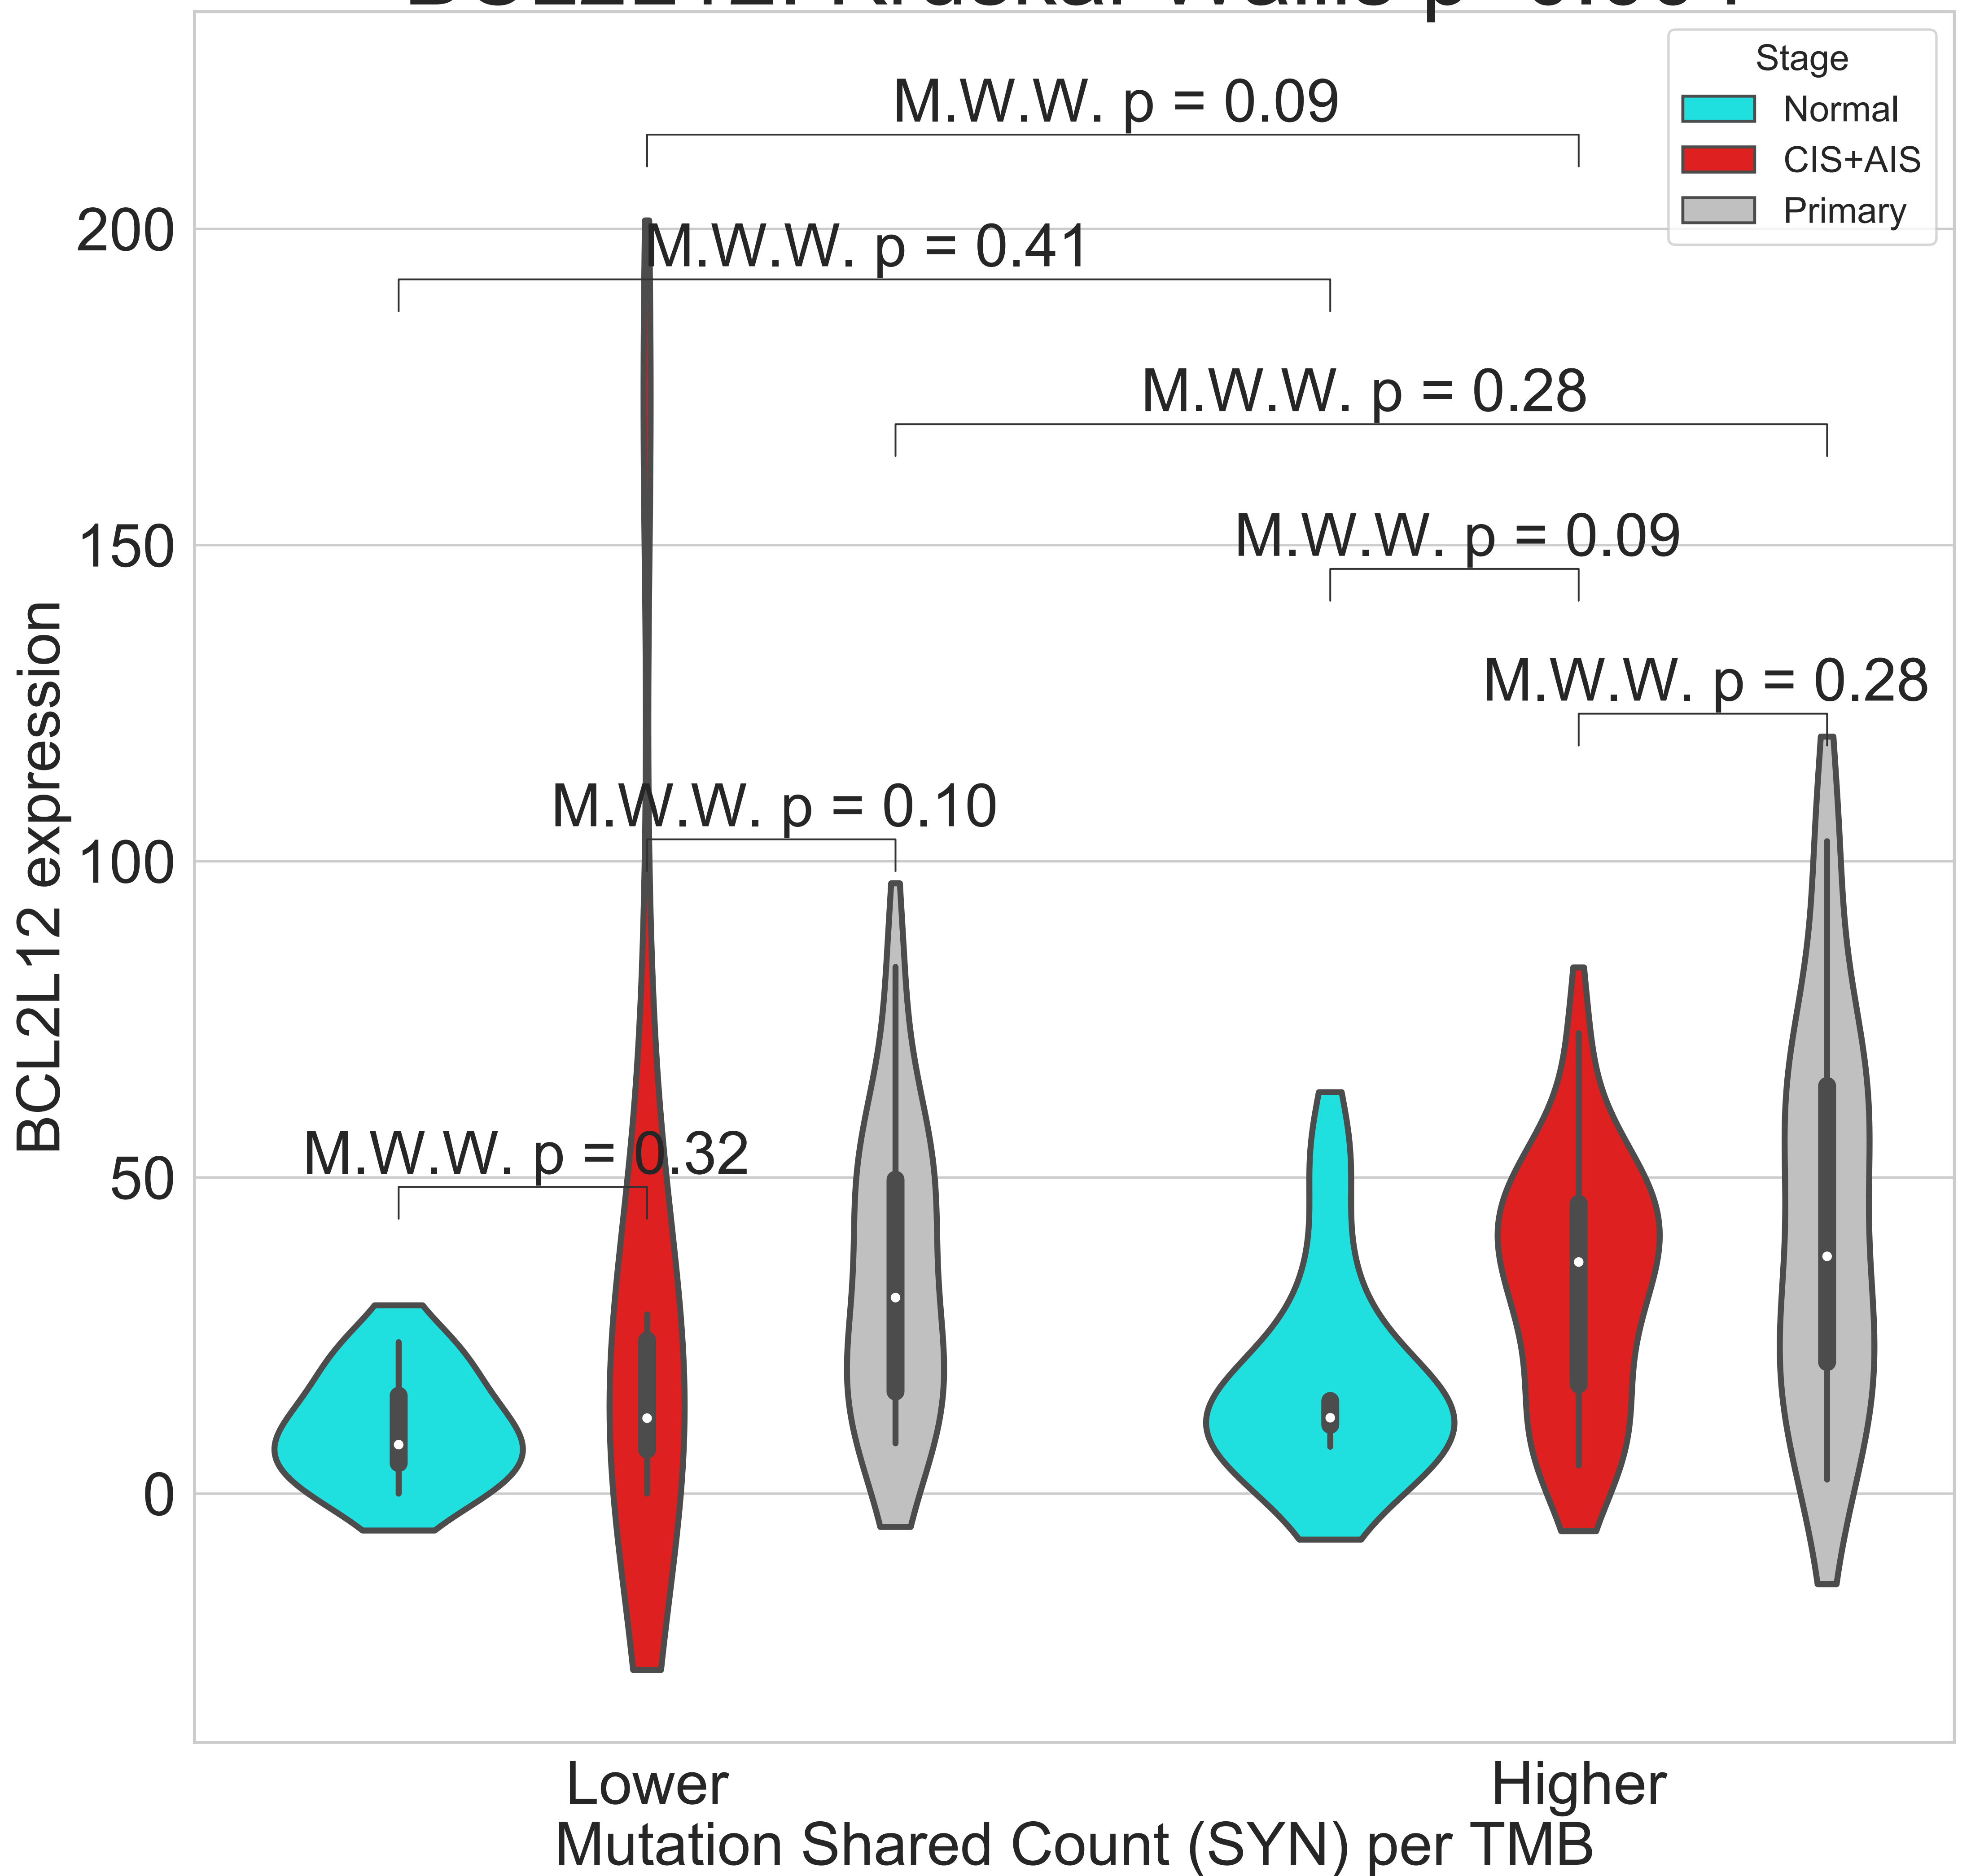 Stage
Normal
CIS+AIS
Primary
M.W.W. p = 0.09
M.W.W. p = 0.41
M.W.W. p = 0.28
M.W.W. p = 0.09
M.W.W. p = 0.28
M.W.W. p = 0.10
M.W.W. p = 0.32
200
150
100
50
0
BCL2L12 expression
Lower
Higher
Mutation Shared Count (SYN) per TMB